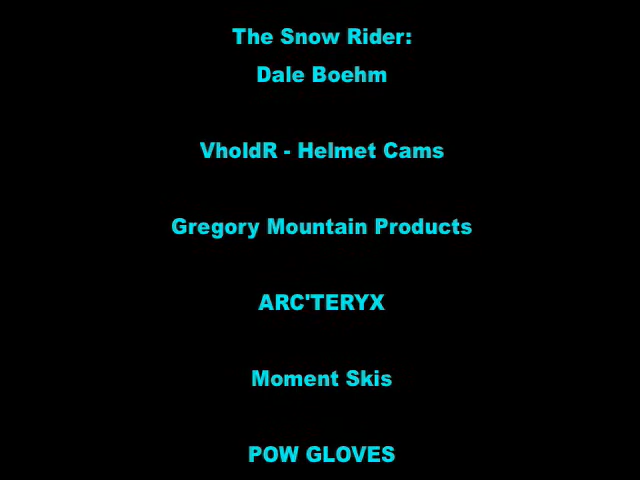 The Snow Rider:
Dale Boehm
VholdR - Helmet Cams
Gregory Mountain Products
ARC'TERYX
Moment Skis
POW GLOVES